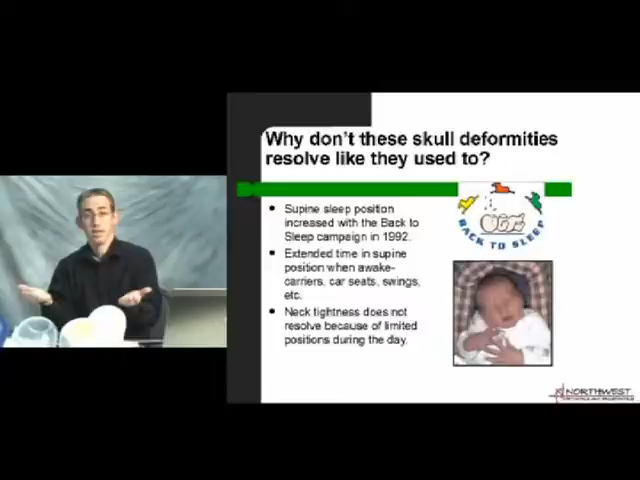 Why don't these skull deformities
resolve like they used to?
Supine sleep position
increased with the Back to
Sleep campaign in 1992.
Extended time in supine
position when awake-
carriers, car seats, swings,
etc.
Neck tightness does not
resolve because of limited
positions during the day.
BACK TO SLEEP
NORTHWEST